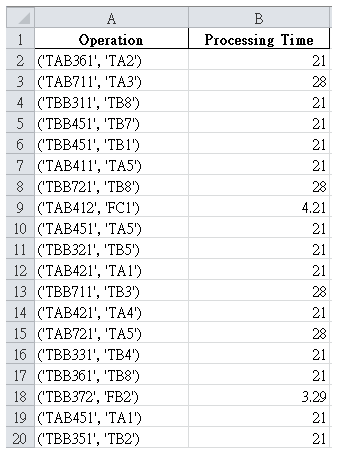 A B
1 Operation Processing Time
2 ('TAB361', 'TA2') 21
3 ('TAB711', 'TA3') 28
4 ('TBB311', 'TB8') 21
5 ('TBB451', 'TB7') 21
6 ('TBB451', 'TB1') 21
7 ('TAB411', 'TA5') 21
8 ('TBB721', 'TB8') 28
9 ('TAB412', 'FC1') 4.21
10 ('TAB451', 'TA5') 21
11 ('TBB321', 'TB5') 21
12 ('TAB421', 'TA1') 21
13 ('TBB711', 'TB3') 28
14 ('TAB421', 'TA4') 21
15 ('TAB721', 'TA5') 28
16 ('TBB331', 'TB4') 21
17 ('TBB361', 'TB8') 21
18 ('TBB372', 'FB2') 3.29
19 ('TAB451', 'TA1') 21
20 ('TBB351', 'TB2') 21